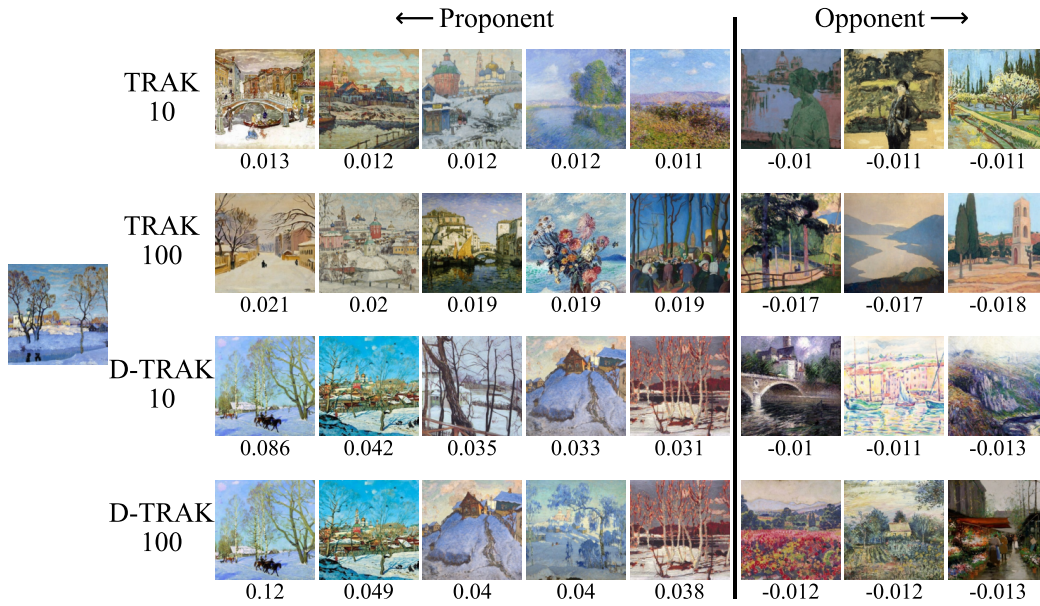 ← Proponent
Opponent →
TRAK
10
0.013 0.012 0.012 0.012 0.011 -0.01 -0.011 -0.011
TRAK
100
0.021 0.02 0.019 0.019 0.019 -0.017 -0.017 -0.018
D-TRAK
10
0.086 0.042 0.035 0.033 0.031 -0.01 -0.011 -0.013
D-TRAK
100
0.12 0.049 0.04 0.04 0.038 -0.012 -0.012 -0.013